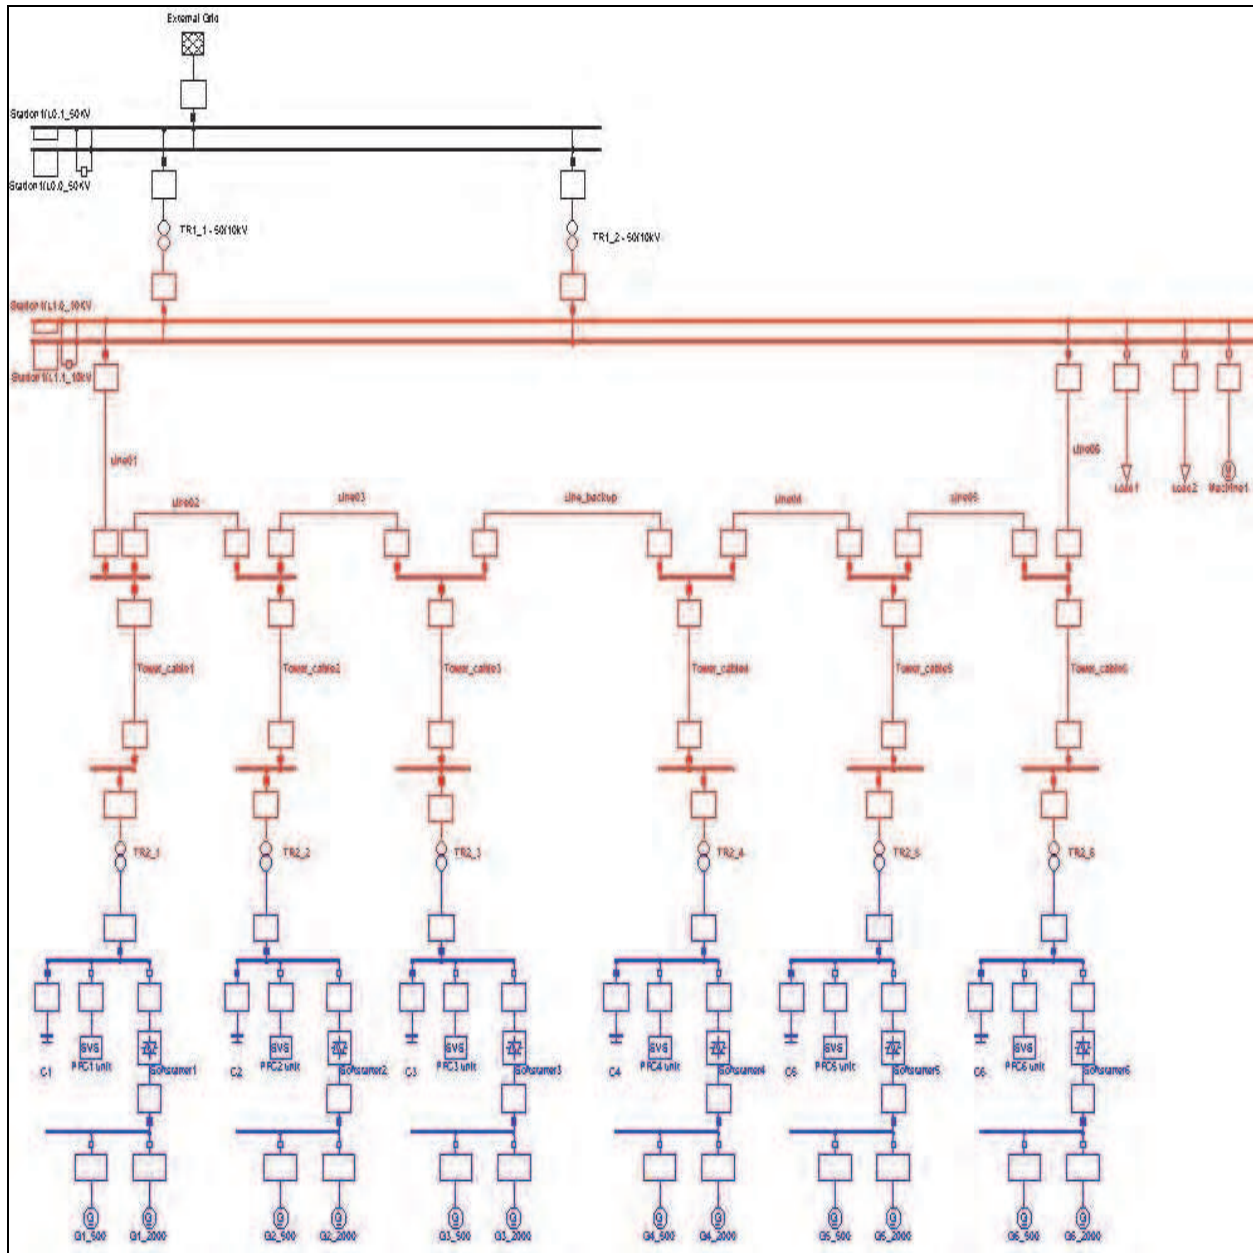 External Grid
Station1\L0.1_50KV
Station1\L0.0_50KV
TR1_1 - 50/10kV
TR1_2 - 50/10kV
Station1\L1.0_10KV
Station1\L1.1_10kV
Line01
Line06
Load1
Load2
Machine1
M
Line02
Line03
Line_backup
Line04
Line05
Tower_cable1
Tower_cable2
Tower_cable3
Tower_cable4
Tower_cable5
Tower_cable6
TR2_1
TR2_2
TR2_3
TR2_4
TR2_5
TR2_6
SVS
SVS
SVS
SVS
SVS
SVS
C1
PFC1 unit
Softstarter1
C2
PFC2 unit
Softstarter2
C3
PFC3 unit
Softstarter3
C4
PFC4 unit
Softstarter4
C5
PFC5 unit
Softstarter5
C6
PFC6 unit
Softstarter6
G
G
G
G
G
G
G
G
G
G
G
G
G1_500
G1_2000
G2_500
G2_2000
G3_500
G3_2000
G4_500
G4_2000
G5_500
G5_2000
G6_500
G6_2000